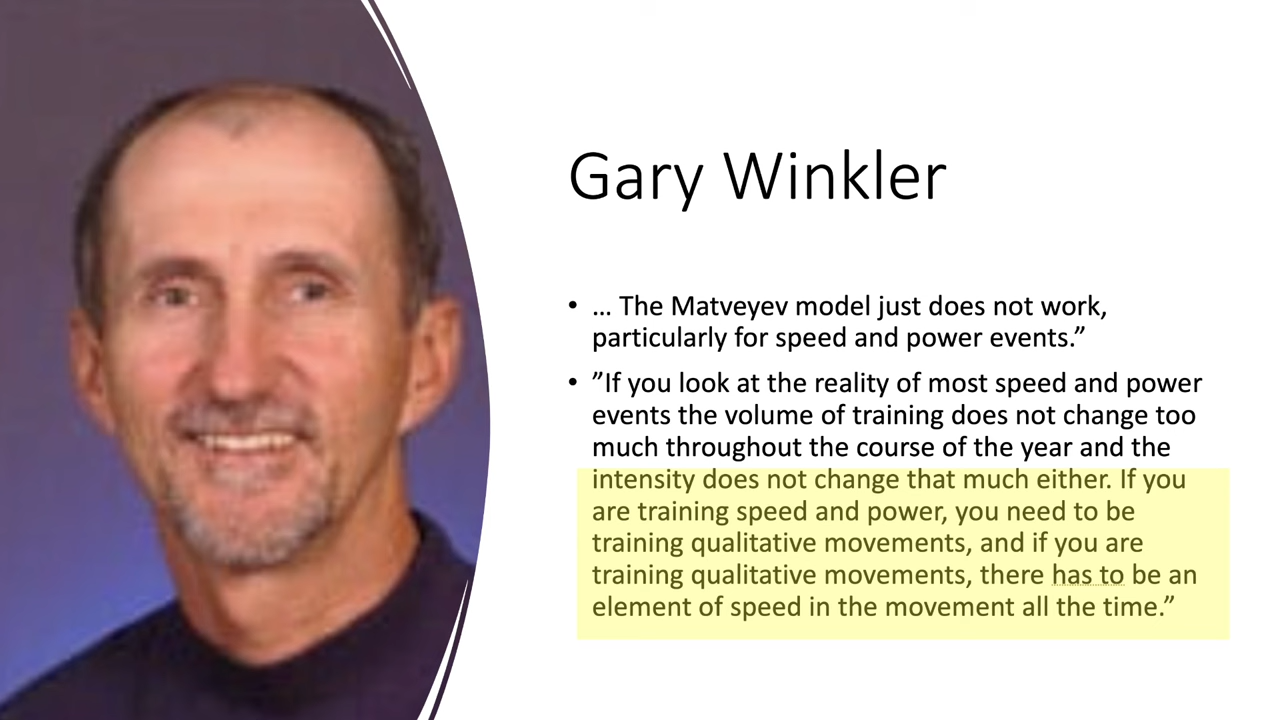 Gary Winkler
• … The Matveyev model just does not work,
particularly for speed and power events.”
• ”If you look at the reality of most speed and power
events the volume of training does not change too
much throughout the course of the year and the
intensity does not change that much either. If you
are training speed and power, you need to be
training qualitative movements, and if you are
training qualitative movements, there has to be an
element of speed in the movement all the time.”